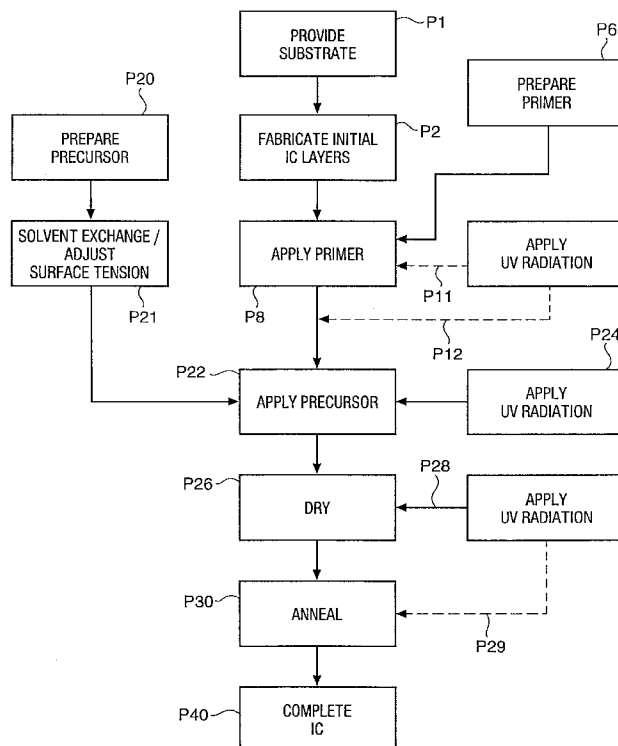 P1
PROVIDE
SUBSTRATE
P6
PREPARE
PRIMER
P20
PREPARE
PRECURSOR
P2
FABRICATE INITIAL
IC LAYERS
SOLVENT EXCHANGE /
ADJUST
SURFACE TENSION
P21
APPLY PRIMER
P8
APPLY
UV RADIATION
P11
P12
P22
APPLY PRECURSOR
P24
APPLY
UV RADIATION
P26
DRY
P28
APPLY
UV RADIATION
P30
ANNEAL
P29
P40
COMPLETE
IC